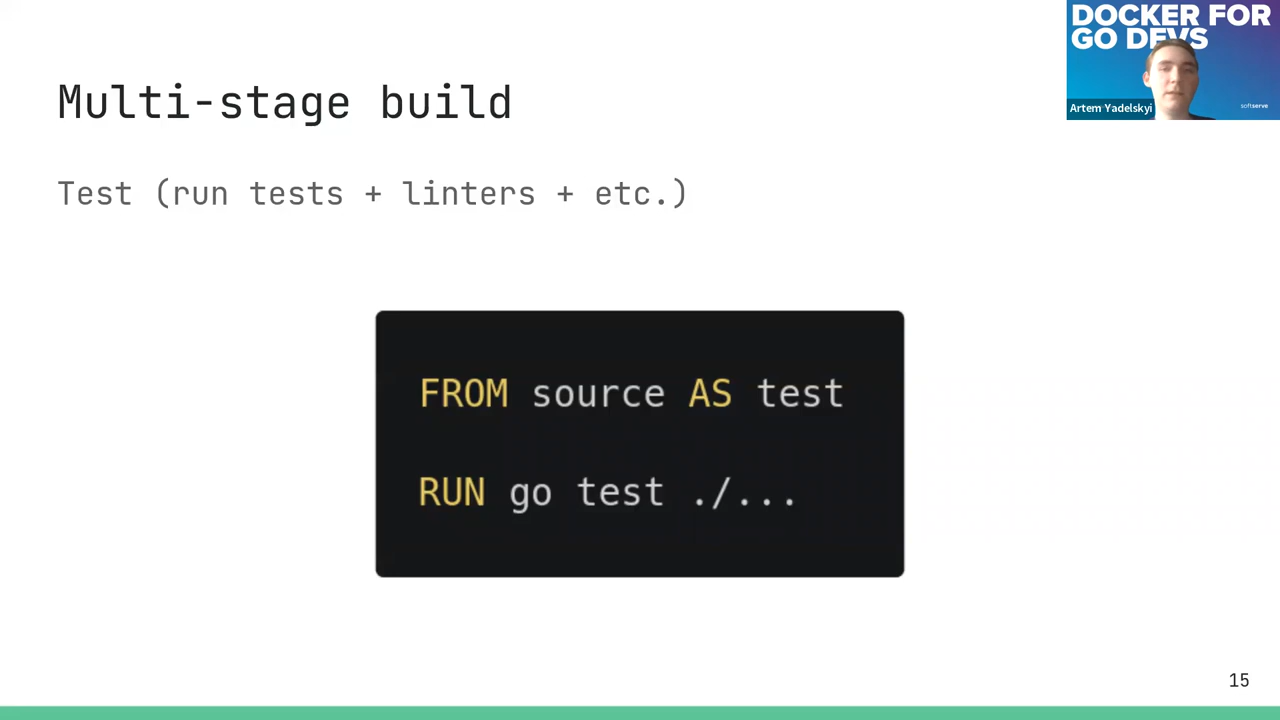 DOCKER FOR
GO DEVS
Artem Yadelskyi
softserve
Multi-stage build
Test (run tests + linters + etc.)
FROM source AS test
RUN go test ./...
15